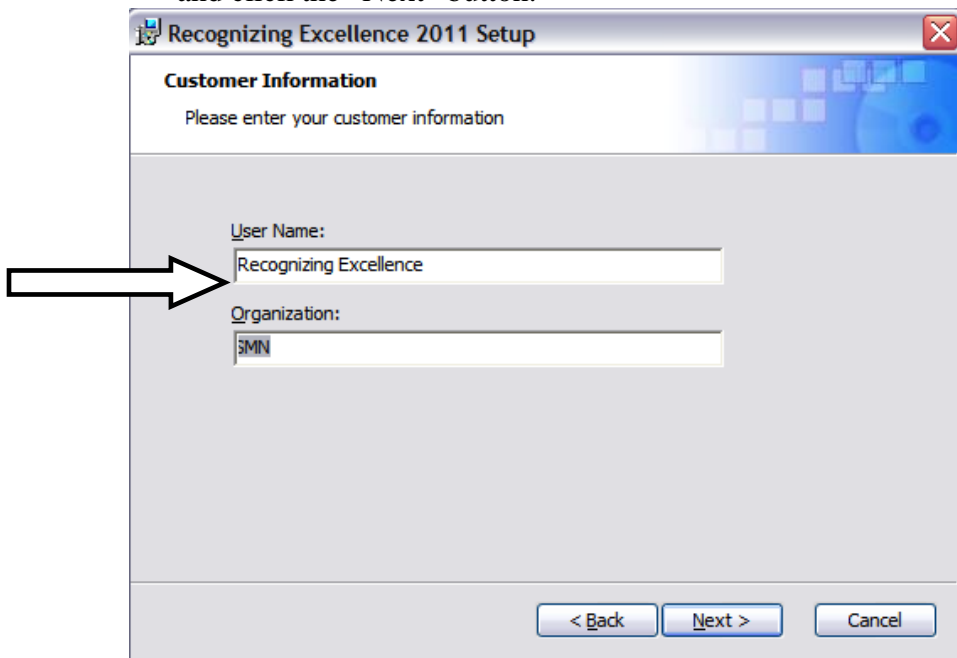 and click the "Next" button.
Recognizing Excellence 2011 Setup
Customer Information
Please enter your customer information
User Name:
Recognizing Excellence
Organization:
SMN
< Back
Next >
Cancel